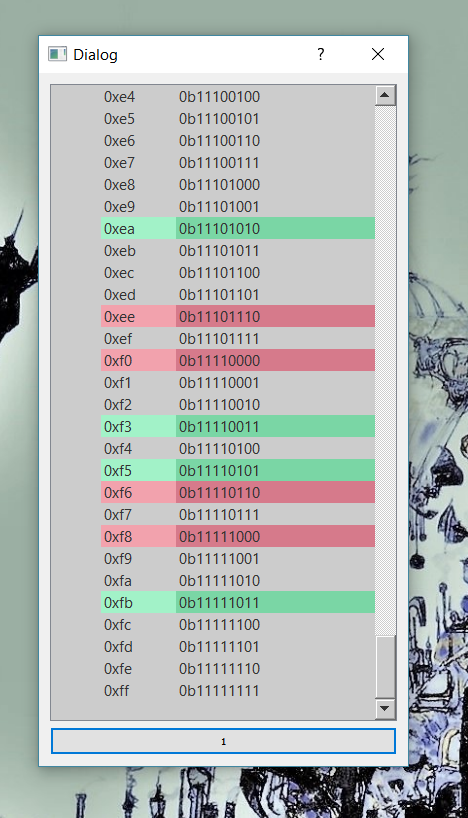 Dialog ?
0xe4 0b11100100
0xe5 0b11100101
0xe6 0b11100110
0xe7 0b11100111
0xe8 0b11101000
0xe9 0b11101001
0xea 0b11101010
0xeb 0b11101011
0xec 0b11101100
0xed 0b11101101
0xee 0b11101110
0xef 0b11101111
0xf0 0b11110000
0xf1 0b11110001
0xf2 0b11110010
0xf3 0b11110011
0xf4 0b11110100
0xf5 0b11110101
0xf6 0b11110110
0xf7 0b11110111
0xf8 0b11111000
0xf9 0b11111001
0xfa 0b11111010
0xfb 0b11111011
0xfc 0b11111100
0xfd 0b11111101
0xfe 0b11111110
0xff 0b11111111
1